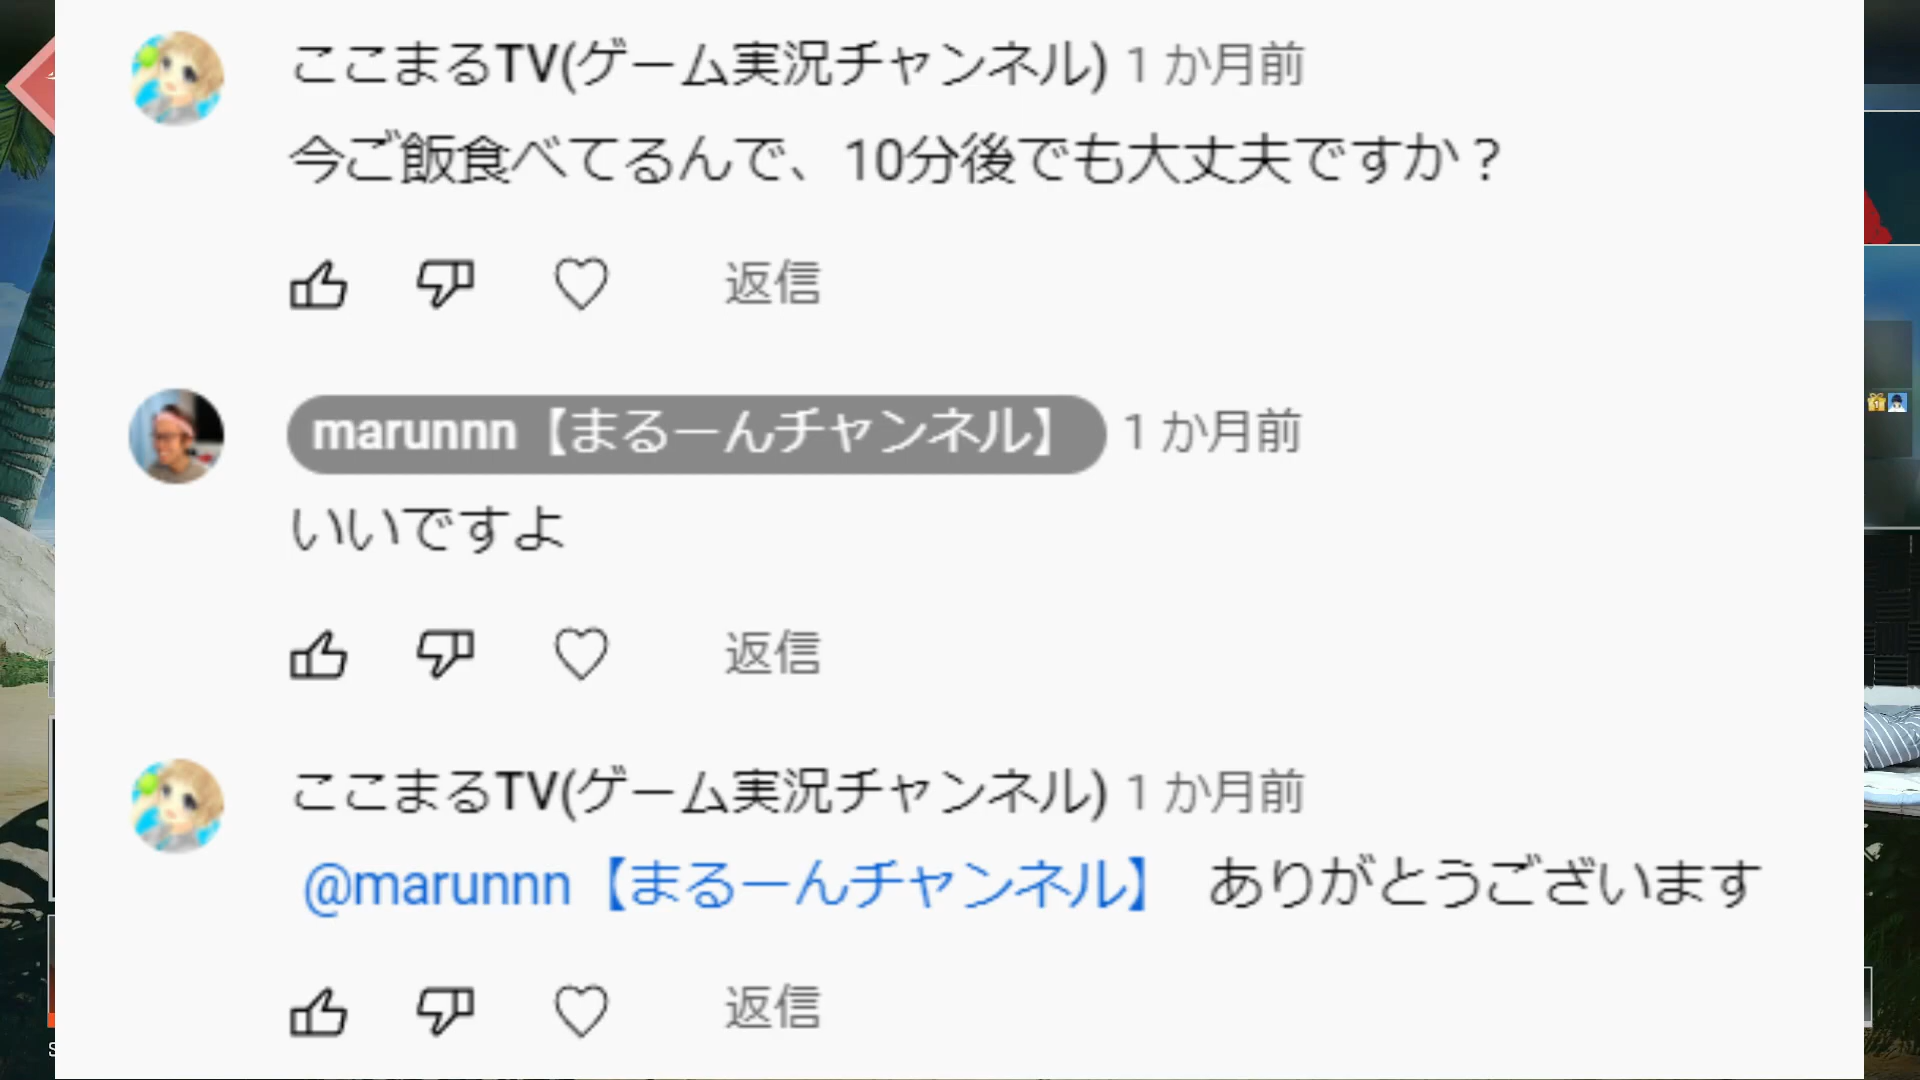 ここまるTV(ゲーム実況チャンネル) 1 か月前
今ご飯食べてるんで、10分後でも大丈夫ですか？
返信
marunnn【まるーんチャンネル】 1 か月前
いいですよ
返信
ここまるTV(ゲーム実況チャンネル) 1 か月前
@marunnn【まるーんチャンネル】 ありがとうございます
返信